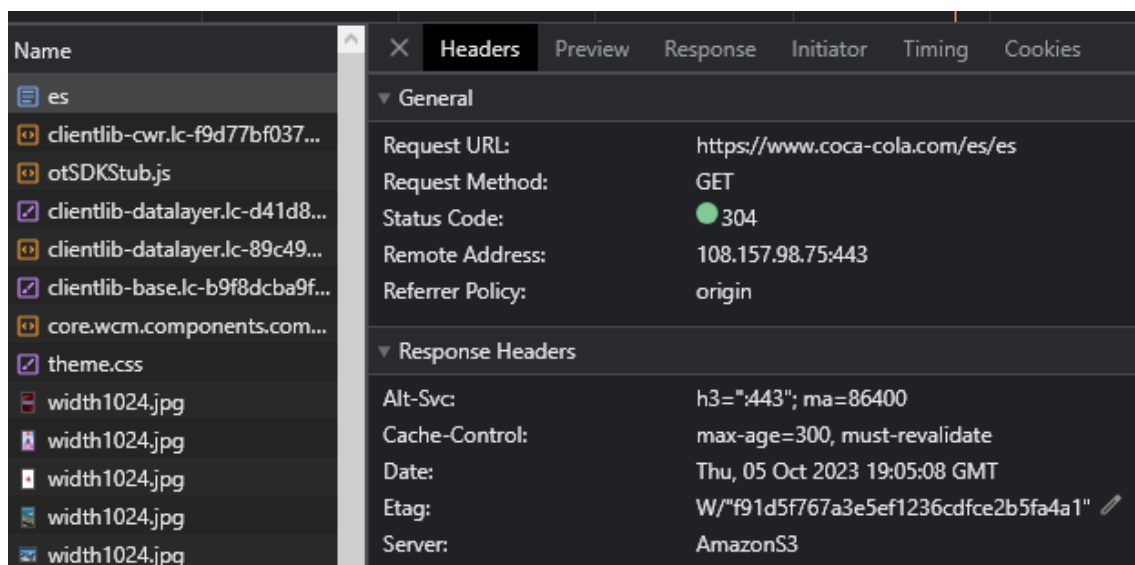 Name
es
clientlib-cwr.lc-f9d77bf037...
otSDKStub.js
clientlib-datalayer.lc-d41d8...
clientlib-datalayer.lc-89c49...
clientlib-base.lc-b9f8dcba9f...
core.wcm.components.com...
theme.css
width1024.jpg
width1024.jpg
width1024.jpg
width1024.jpg
width1024.jpg
Headers Preview Response Initiator Timing Cookies
General
Request URL: https://www.coca-cola.com/es/es
Request Method: GET
Status Code: 304
Remote Address: 108.157.98.75:443
Referrer Policy: origin
Response Headers
Alt-Svc: h3=":443"; ma=86400
Cache-Control: max-age=300, must-revalidate
Date: Thu, 05 Oct 2023 19:05:08 GMT
Etag: W/"f91d5f767a3e5ef1236cdfce2b5fa4a1"
Server: AmazonS3